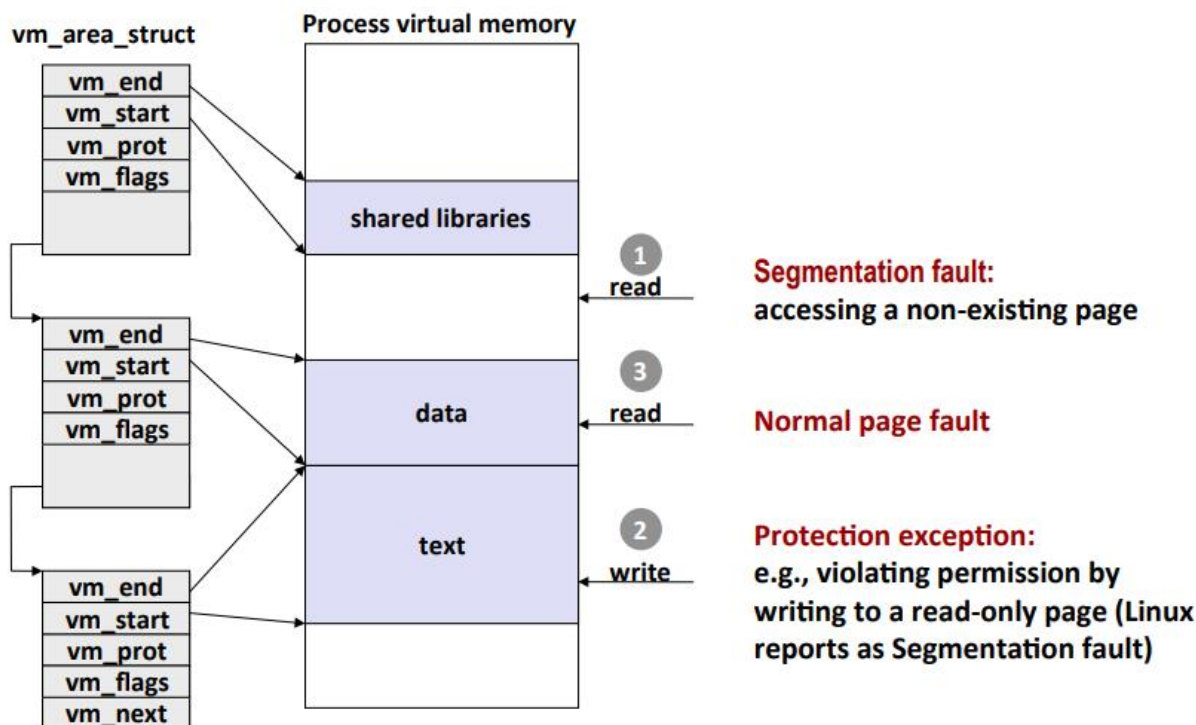 vm_area_struct
Process virtual memory
vm_end
vm_start
vm_prot
vm_flags
shared libraries
1
read
Segmentation fault:
accessing a non-existing page
vm_end
vm_start
vm_prot
vm_flags
data
3
read
Normal page fault
text
2
write
Protection exception:
e.g., violating permission by
writing to a read-only page (Linux
reports as Segmentation fault)
vm_end
vm_start
vm_prot
vm_flags
vm_next